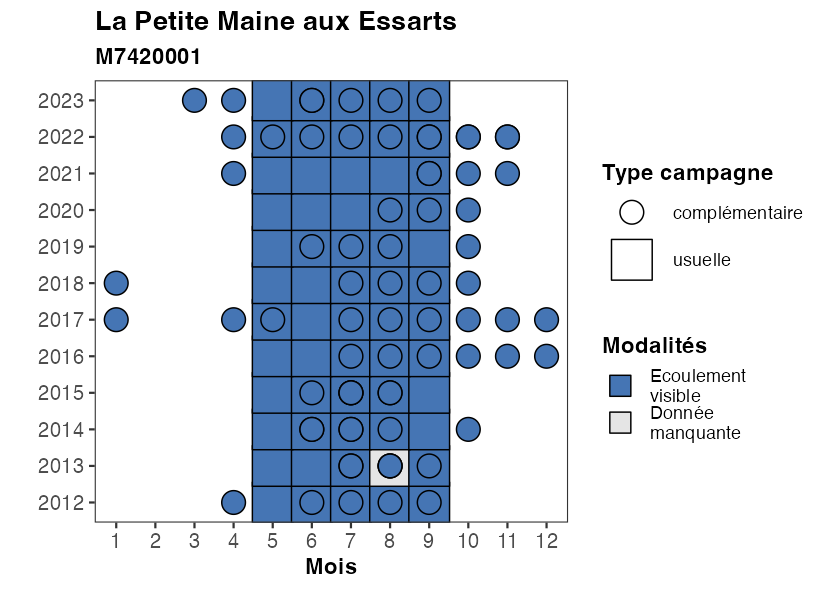 La Petite Maine aux Essarts
M7420001
2023
2022
2021
2020
2019
2018
2017
2016
2015
2014
2013
2012
1 2 3 4 5 6 7 8 9 10 11 12
Mois
Type campagne
complémentaire
usuelle
Modalités
Ecoulement
visible
Donnée
manquante